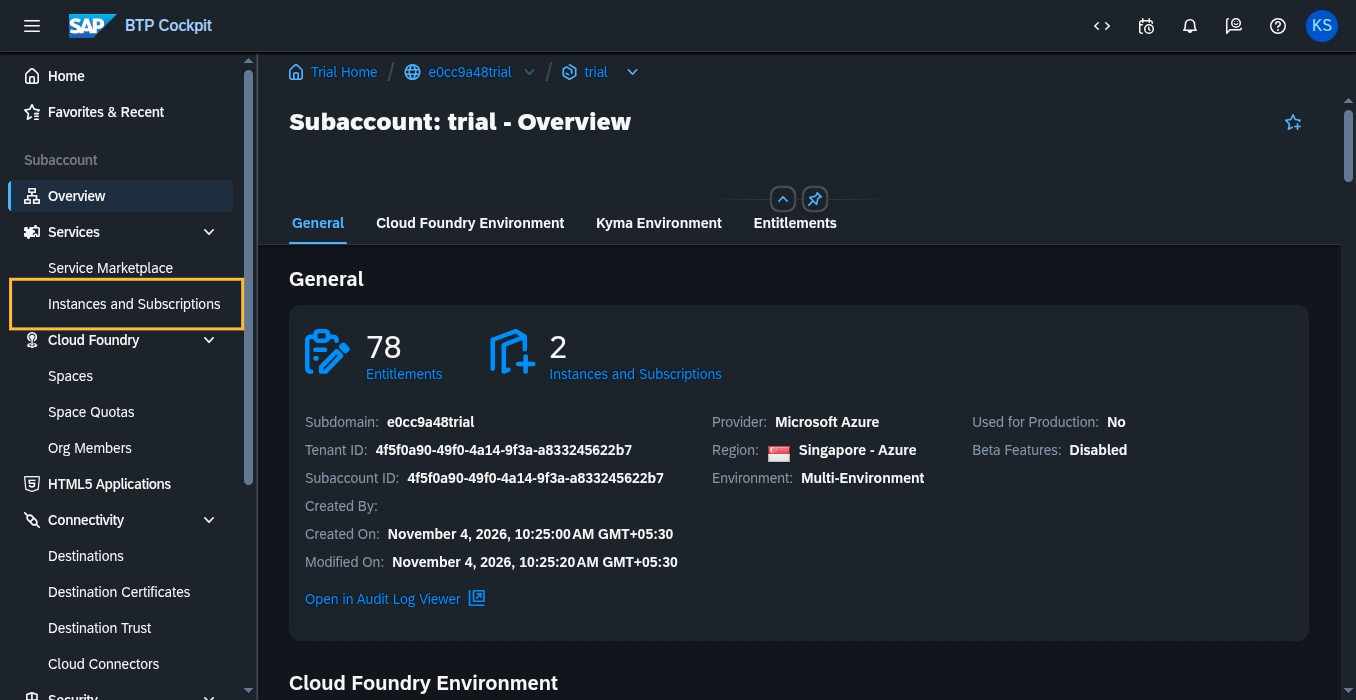 SAP BTP Cockpit
KS
Home
Favorites & Recent
Subaccount
Overview
Services
Service Marketplace
Instances and Subscriptions
Cloud Foundry
Spaces
Space Quotas
Org Members
HTML5 Applications
Connectivity
Destinations
Destination Certificates
Destination Trust
Cloud Connectors
Security
Trial Home / e0cc9a48trial / trial
Subaccount: trial - Overview
General Cloud Foundry Environment Kyma Environment Entitlements
General
78
Entitlements
2
Instances and Subscriptions
Subdomain: e0cc9a48trial
Tenant ID: 4f5f0a90-49f0-4a14-9f3a-a833245622b7
Subaccount ID: 4f5f0a90-49f0-4a14-9f3a-a833245622b7
Created By:
Created On: November 4, 2026, 10:25:00 AM GMT+05:30
Modified On: November 4, 2026, 10:25:20 AM GMT+05:30
Provider: Microsoft Azure
Region: Singapore - Azure
Environment: Multi-Environment
Used for Production: No
Beta Features: Disabled
Open in Audit Log Viewer
Cloud Foundry Environment